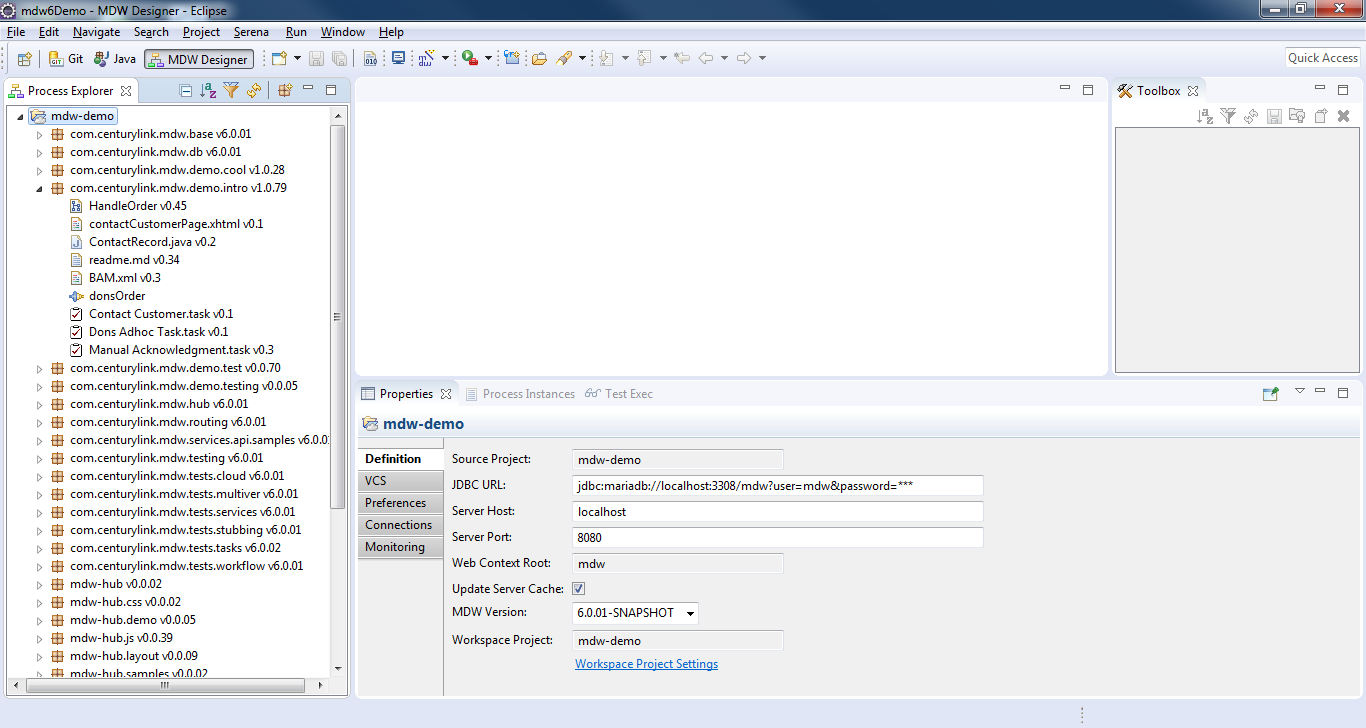 mdw6Demo - MDW Designer - Eclipse
File Edit Navigate Search Project Serena Run Window Help
Git Java MDW Designer Quick Access
Process Explorer
mdw-demo
com.centurylink.mdw.base v6.0.01
com.centurylink.mdw.db v6.0.01
com.centurylink.mdw.demo.cool v1.0.28
com.centurylink.mdw.demo.intro v1.0.79
HandleOrder v0.45
contactCustomerPage.xhtml v0.1
ContactRecord.java v0.2
readme.md v0.34
BAM.xml v0.3
donsOrder
Contact Customer.task v0.1
Dons Adhoc Task.task v0.1
Manual Acknowledgment.task v0.3
com.centurylink.mdw.demo.test v0.0.70
com.centurylink.mdw.demo.testing v0.0.05
com.centurylink.mdw.hub v6.0.01
com.centurylink.mdw.routing v6.0.01
com.centurylink.mdw.services.api.samples v6.0.0
com.centurylink.mdw.testing v6.0.01
com.centurylink.mdw.tests.cloud v6.0.01
com.centurylink.mdw.tests.multiver v6.0.01
com.centurylink.mdw.tests.services v6.0.01
com.centurylink.mdw.tests.stubbing v6.0.01
com.centurylink.mdw.tests.tasks v6.0.02
com.centurylink.mdw.tests.workflow v6.0.01
mdw-hub v0.0.02
mdw-hub.css v0.0.02
mdw-hub.demo v0.0.05
mdw-hub.js v0.0.39
mdw-hub.layout v0.0.09
mdw-hub.samples v0.0.02
Toolbox
Properties Process Instances Test Exec
mdw-demo
Definition
VCS
Preferences
Connections
Monitoring
Source Project: mdw-demo
JDBC URL: jdbc:mariadb://localhost:3308/mdw?user=mdw&password=***
Server Host: localhost
Server Port: 8080
Web Context Root: mdw
Update Server Cache:
MDW Version: 6.0.01-SNAPSHOT
Workspace Project: mdw-demo
Workspace Project Settings